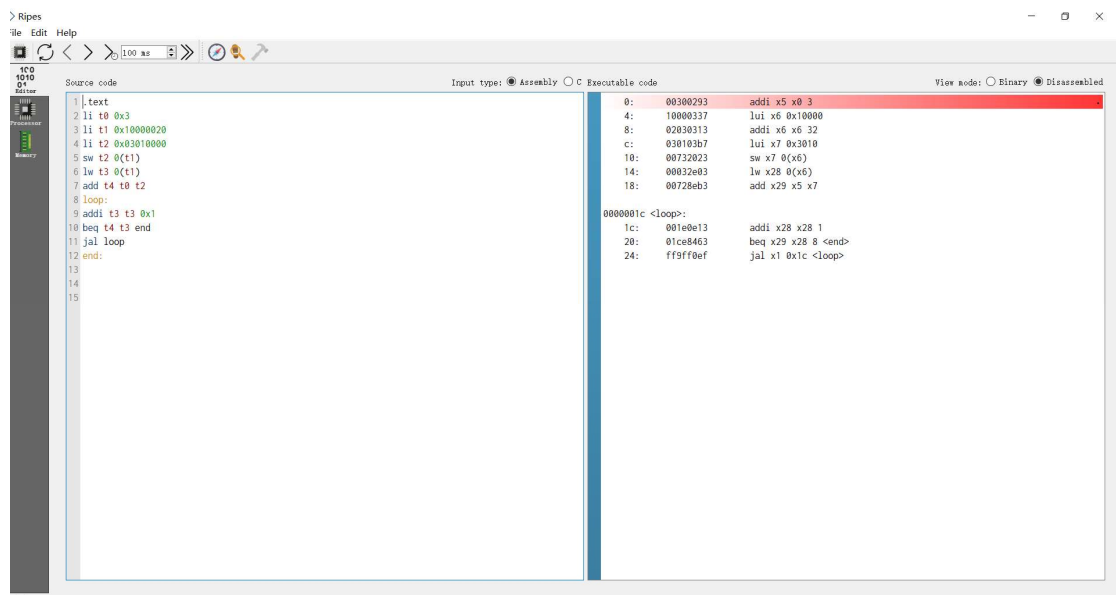 Ripes
File Edit Help
100 ms
Source code Input type: Assembly C Executable code View mode: Binary Disassembled
Editor
Processor
Memory
1 .text
2 li t0 0x3
3 li t1 0x10000020
4 li t2 0x03010000
5 sw t2 0(t1)
6 lw t3 0(t1)
7 add t4 t0 t2
8 loop:
9 addi t3 t3 0x1
10 beq t4 t3 end
11 jal loop
12 end:
13
14
15
0: 00300293 addi x5 x0 3
4: 10000337 lui x6 0x10000
8: 02030313 addi x6 x6 32
c: 030103b7 lui x7 0x3010
10: 00732023 sw x7 0(x6)
14: 00032e03 lw x28 0(x6)
18: 00728eb3 add x29 x5 x7
0000001c <loop>:
1c: 001e0e13 addi x28 x28 1
20: 01ce8463 beq x29 x28 8 <end>
24: ff9ff0ef jal x1 0x1c <loop>